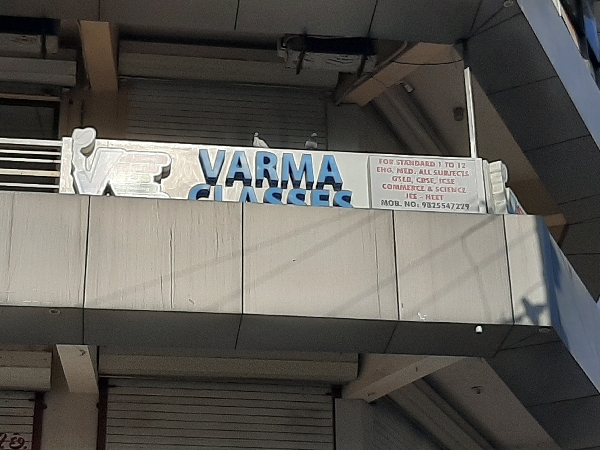 VARMA
CLASSES
FOR STANDARD 1 TO 12
ENG. MED. ALL SUBJECTS
GSEB, CBSE, ICSE
COMMERCE & SCIENCE
JEE - NEET
MOB. NO: 9825547229